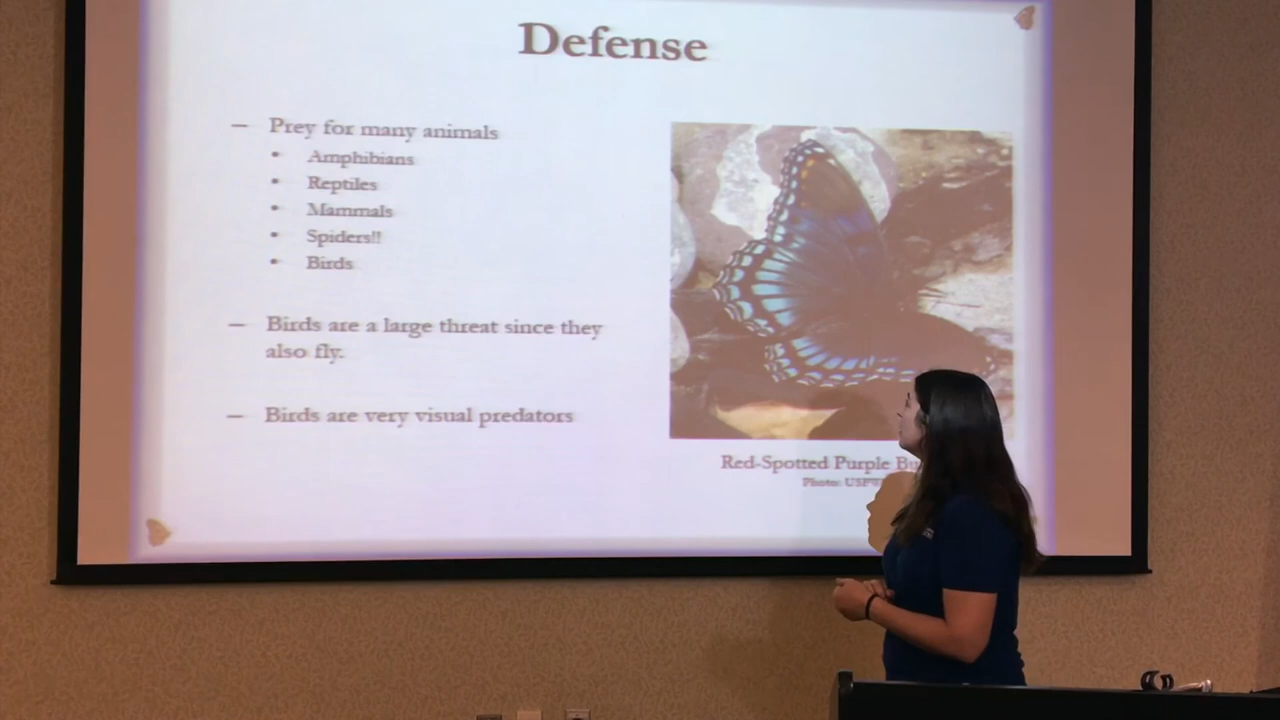 Defense
– Prey for many animals
• Amphibians
• Reptiles
• Mammals
• Spiders!!
• Birds
– Birds are a large threat since they
also fly.
– Birds are very visual predators
Red-Spotted Purple
Photo: